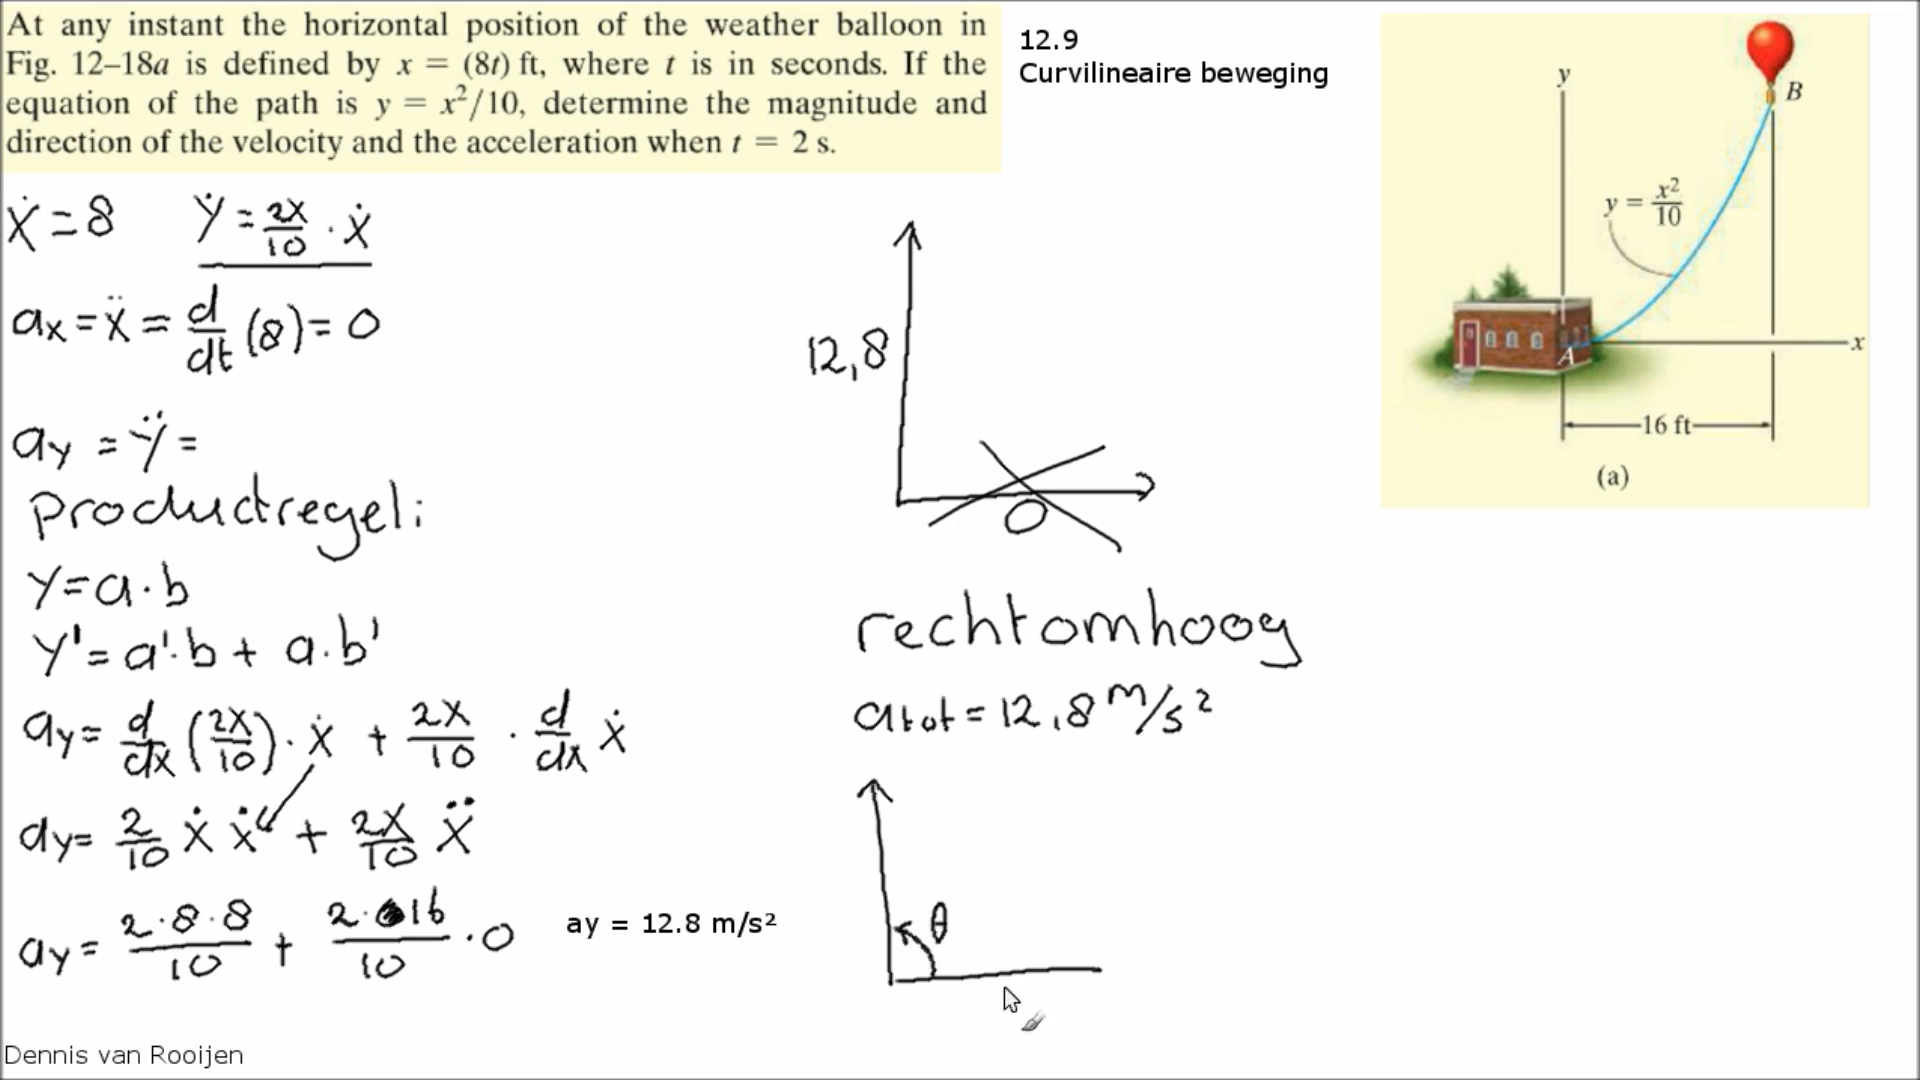 At any instant the horizontal position of the weather balloon in
Fig. 12–18a is defined by x = (8t) ft, where t is in seconds. If the
equation of the path is y = x²/10, determine the magnitude and
direction of the velocity and the acceleration when t = 2 s.
12.9
Curvilineaire beweging
y
B
y = x²/10
A
x
16 ft
(a)
ẋ = 8 ẏ = 2x/10 · ẋ
ax = ẍ = d/dt (8) = 0
ay = ÿ =
productregel:
y = a·b
y' = a'·b + a·b'
ay = d/dx (2x/10) · ẋ + 2x/10 · d/dx ẋ
ay = 2/10 ẋ ẋ + 2x/10 ẍ
ay = 2·8·8/10 + 2·16/10 · 0
ay = 12.8 m/s²
12,8
0
rechtomhoog
atot = 12,8 m/s²
θ
Dennis van Rooijen